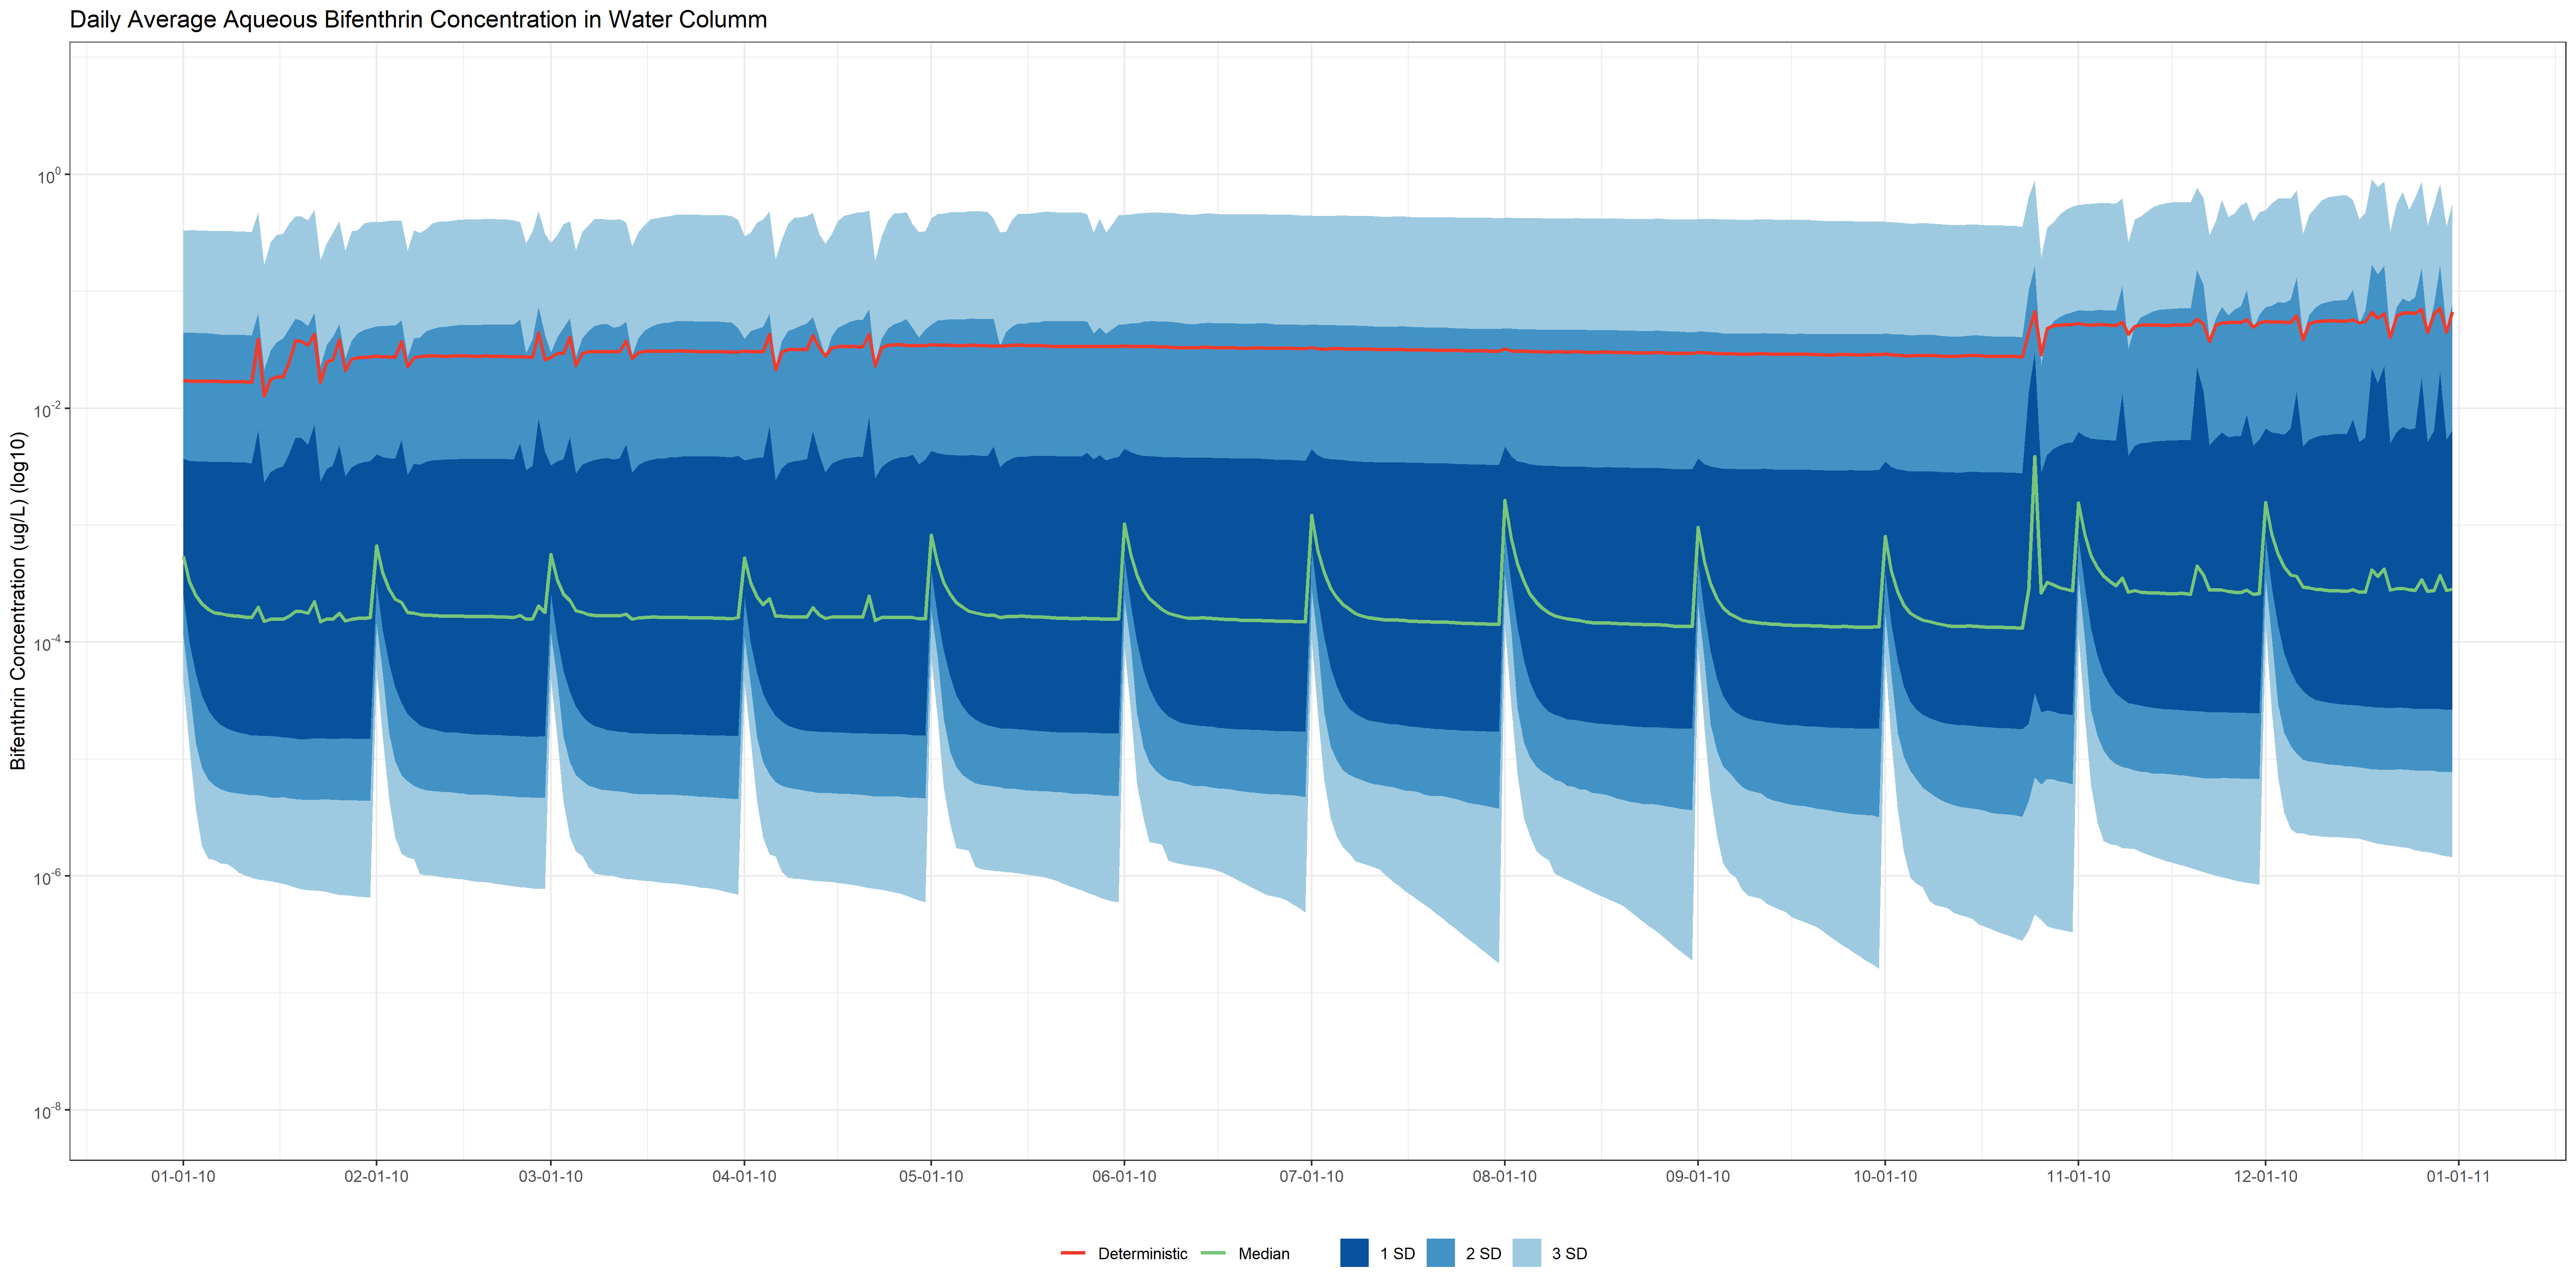 Daily Average Aqueous Bifenthrin Concentration in Water Columm
Bifenthrin Concentration (ug/L) (log10)
10^0
10^-2
10^-4
10^-6
10^-8
01-01-10 02-01-10 03-01-10 04-01-10 05-01-10 06-01-10 07-01-10 08-01-10 09-01-10 10-01-10 11-01-10 12-01-10 01-01-11
Deterministic Median 1 SD 2 SD 3 SD